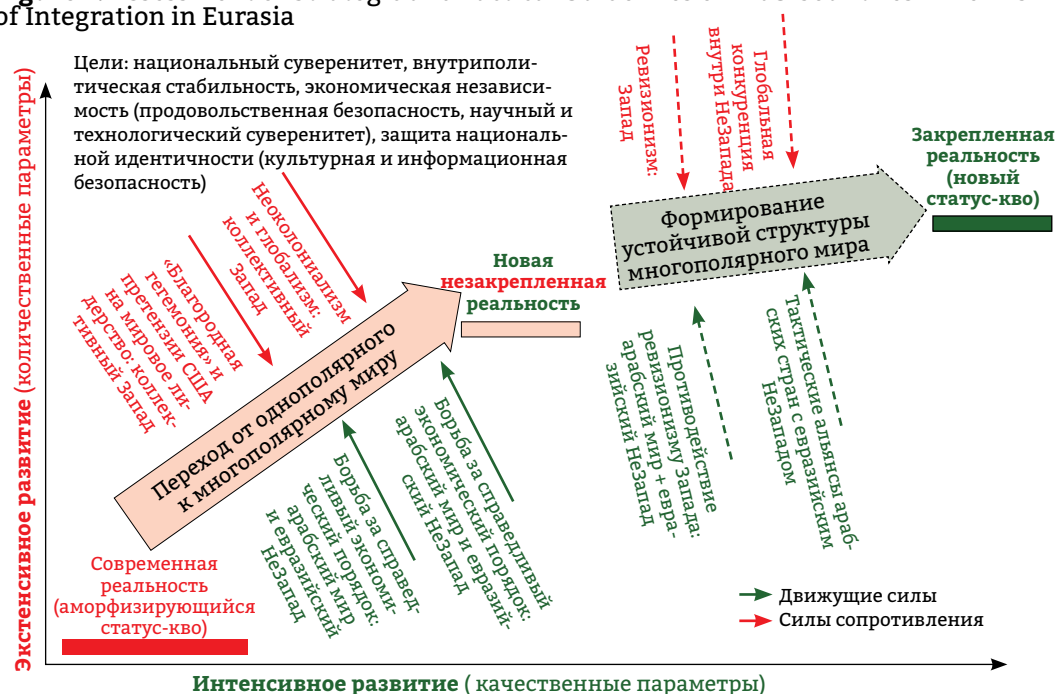 of Integration in Eurasia
Цели: национальный суверенитет, внутриполи-
тическая стабильность, экономическая независи-
мость (продовольственная безопасность, научный и
технологический суверенитет), защита националь-
ной идентичности (культурная и информационная
безопасность)
Экстенсивное развитие (количественные параметры)
Ревизионизм:
Запад
Глобальная
конкуренция
внутри НеЗапада
Закрепленная
реальность
(новый
статус-кво)
Формирование
устойчивой структуры
многополярного мира
Неоколониализм
и глобализм:
коллективный
Запад
«Благородная
гегемония» и
претензии США
на мировое ли-
дерство: коллек-
тивный Запад
Новая
незакрепленная
реальность
Переход от однополярного
к многополярному миру
Борьба за справед-
ливый экономи-
ческий порядок:
арабский мир
и евразийский
НеЗапад
Борьба за справедливый
экономический порядок:
арабский мир и евразий-
ский НеЗапад
Противодействие
ревизионизму Запада:
арабский мир + евра-
зийский НеЗапад
Тактические альянсы араб-
ских стран с евразийским
НеЗападом
Современная
реальность
(аморфизирующийся
статус-кво)
Движущие силы
Силы сопротивления
Интенсивное развитие ( качественные параметры)